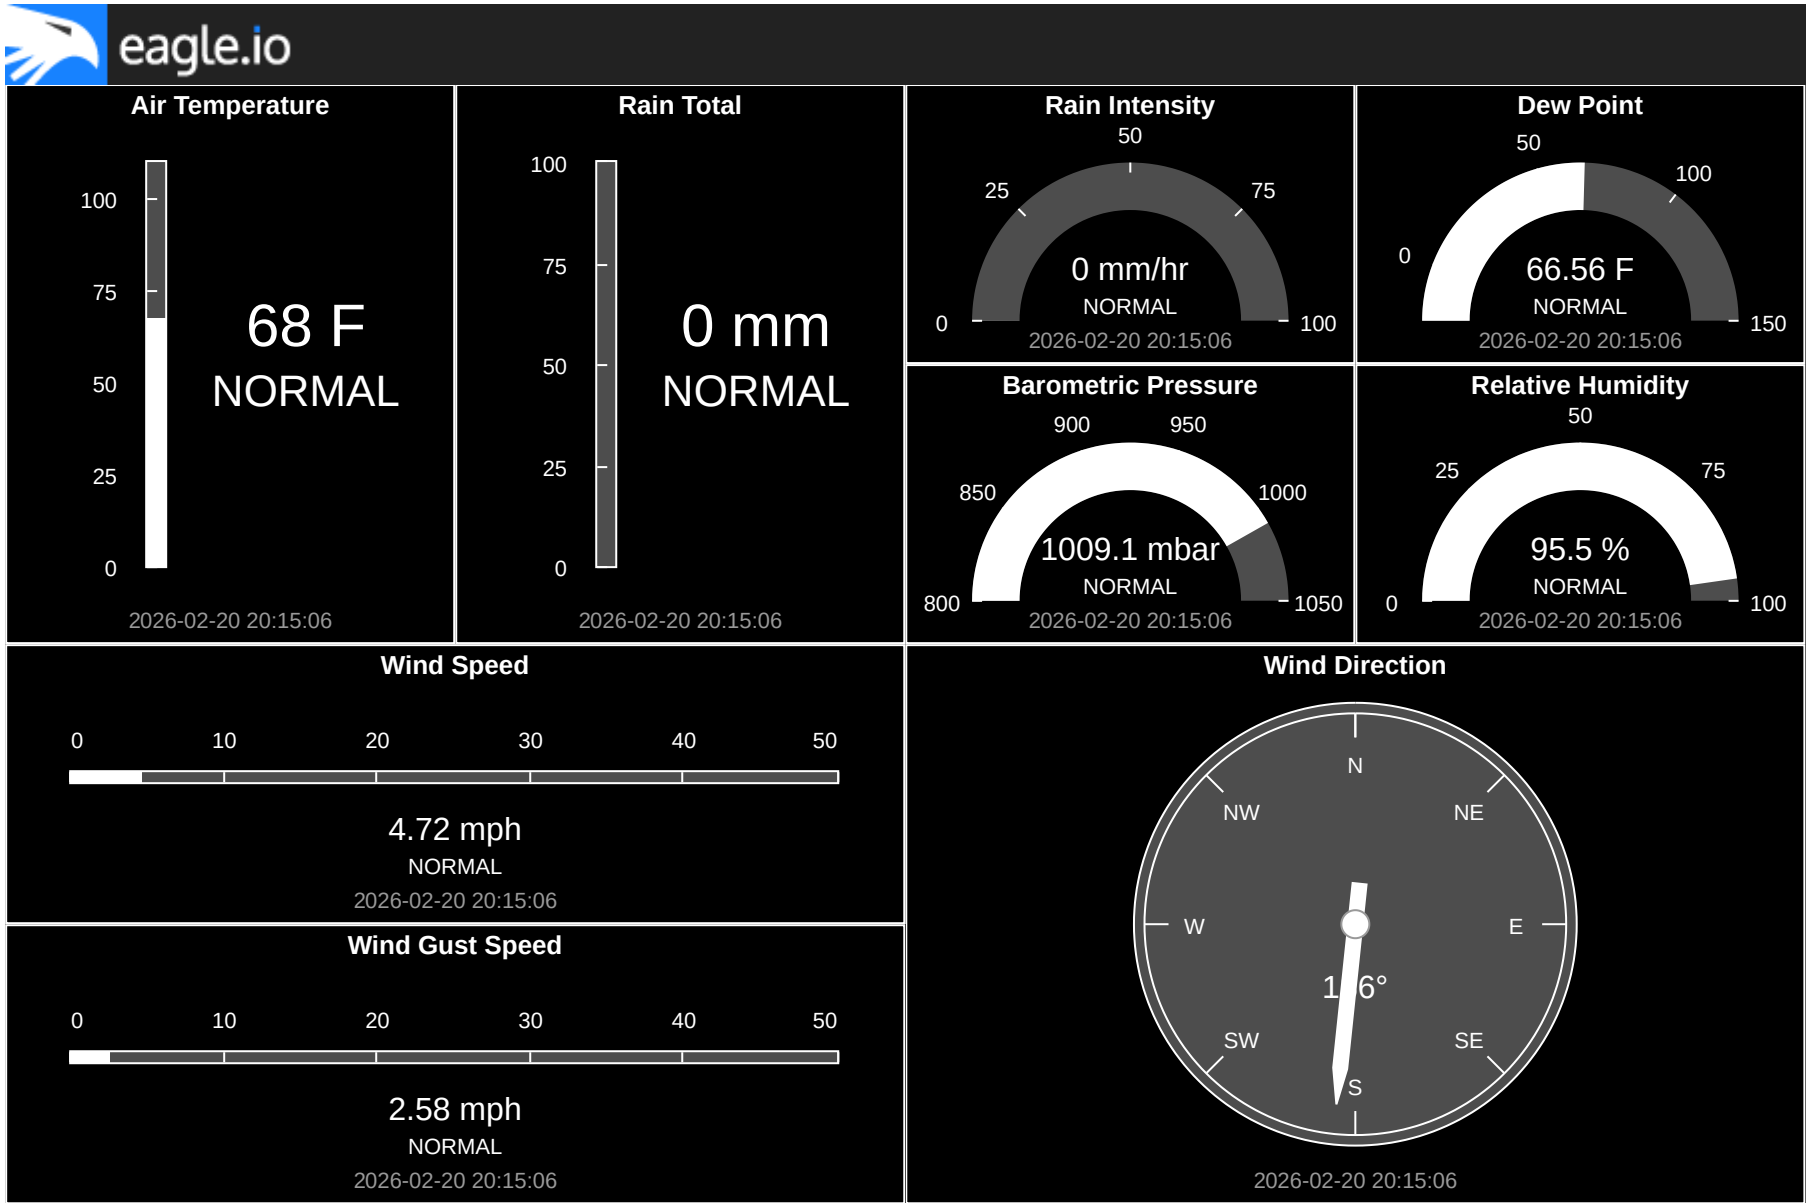 eagle.io
Air Temperature
100
75
50
25
0
68 F
NORMAL
2026-02-20 20:15:06
Rain Total
100
75
50
25
0
0 mm
NORMAL
2026-02-20 20:15:06
Rain Intensity
0
25
50
75
100
0 mm/hr
NORMAL
2026-02-20 20:15:06
Dew Point
0
50
100
150
66.56 F
NORMAL
2026-02-20 20:15:06
Barometric Pressure
800
850
900
950
1000
1050
1009.1 mbar
NORMAL
2026-02-20 20:15:06
Relative Humidity
0
25
50
75
100
95.5 %
NORMAL
2026-02-20 20:15:06
Wind Speed
0 10 20 30 40 50
4.72 mph
NORMAL
2026-02-20 20:15:06
Wind Gust Speed
0 10 20 30 40 50
2.58 mph
NORMAL
2026-02-20 20:15:06
Wind Direction
N
NW NE
W E
SW SE
S
2026-02-20 20:15:06